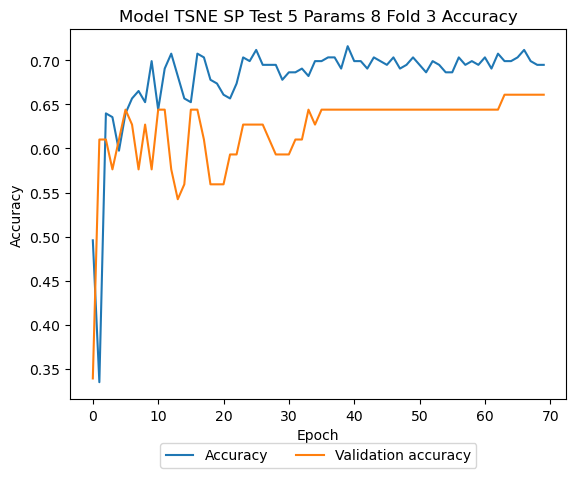 Model TSNE SP Test 5 Params 8 Fold 3 Accuracy
Accuracy
0.70
0.65
0.60
0.55
0.50
0.45
0.40
0.35
0 10 20 30 40 50 60 70
Epoch
Accuracy Validation accuracy